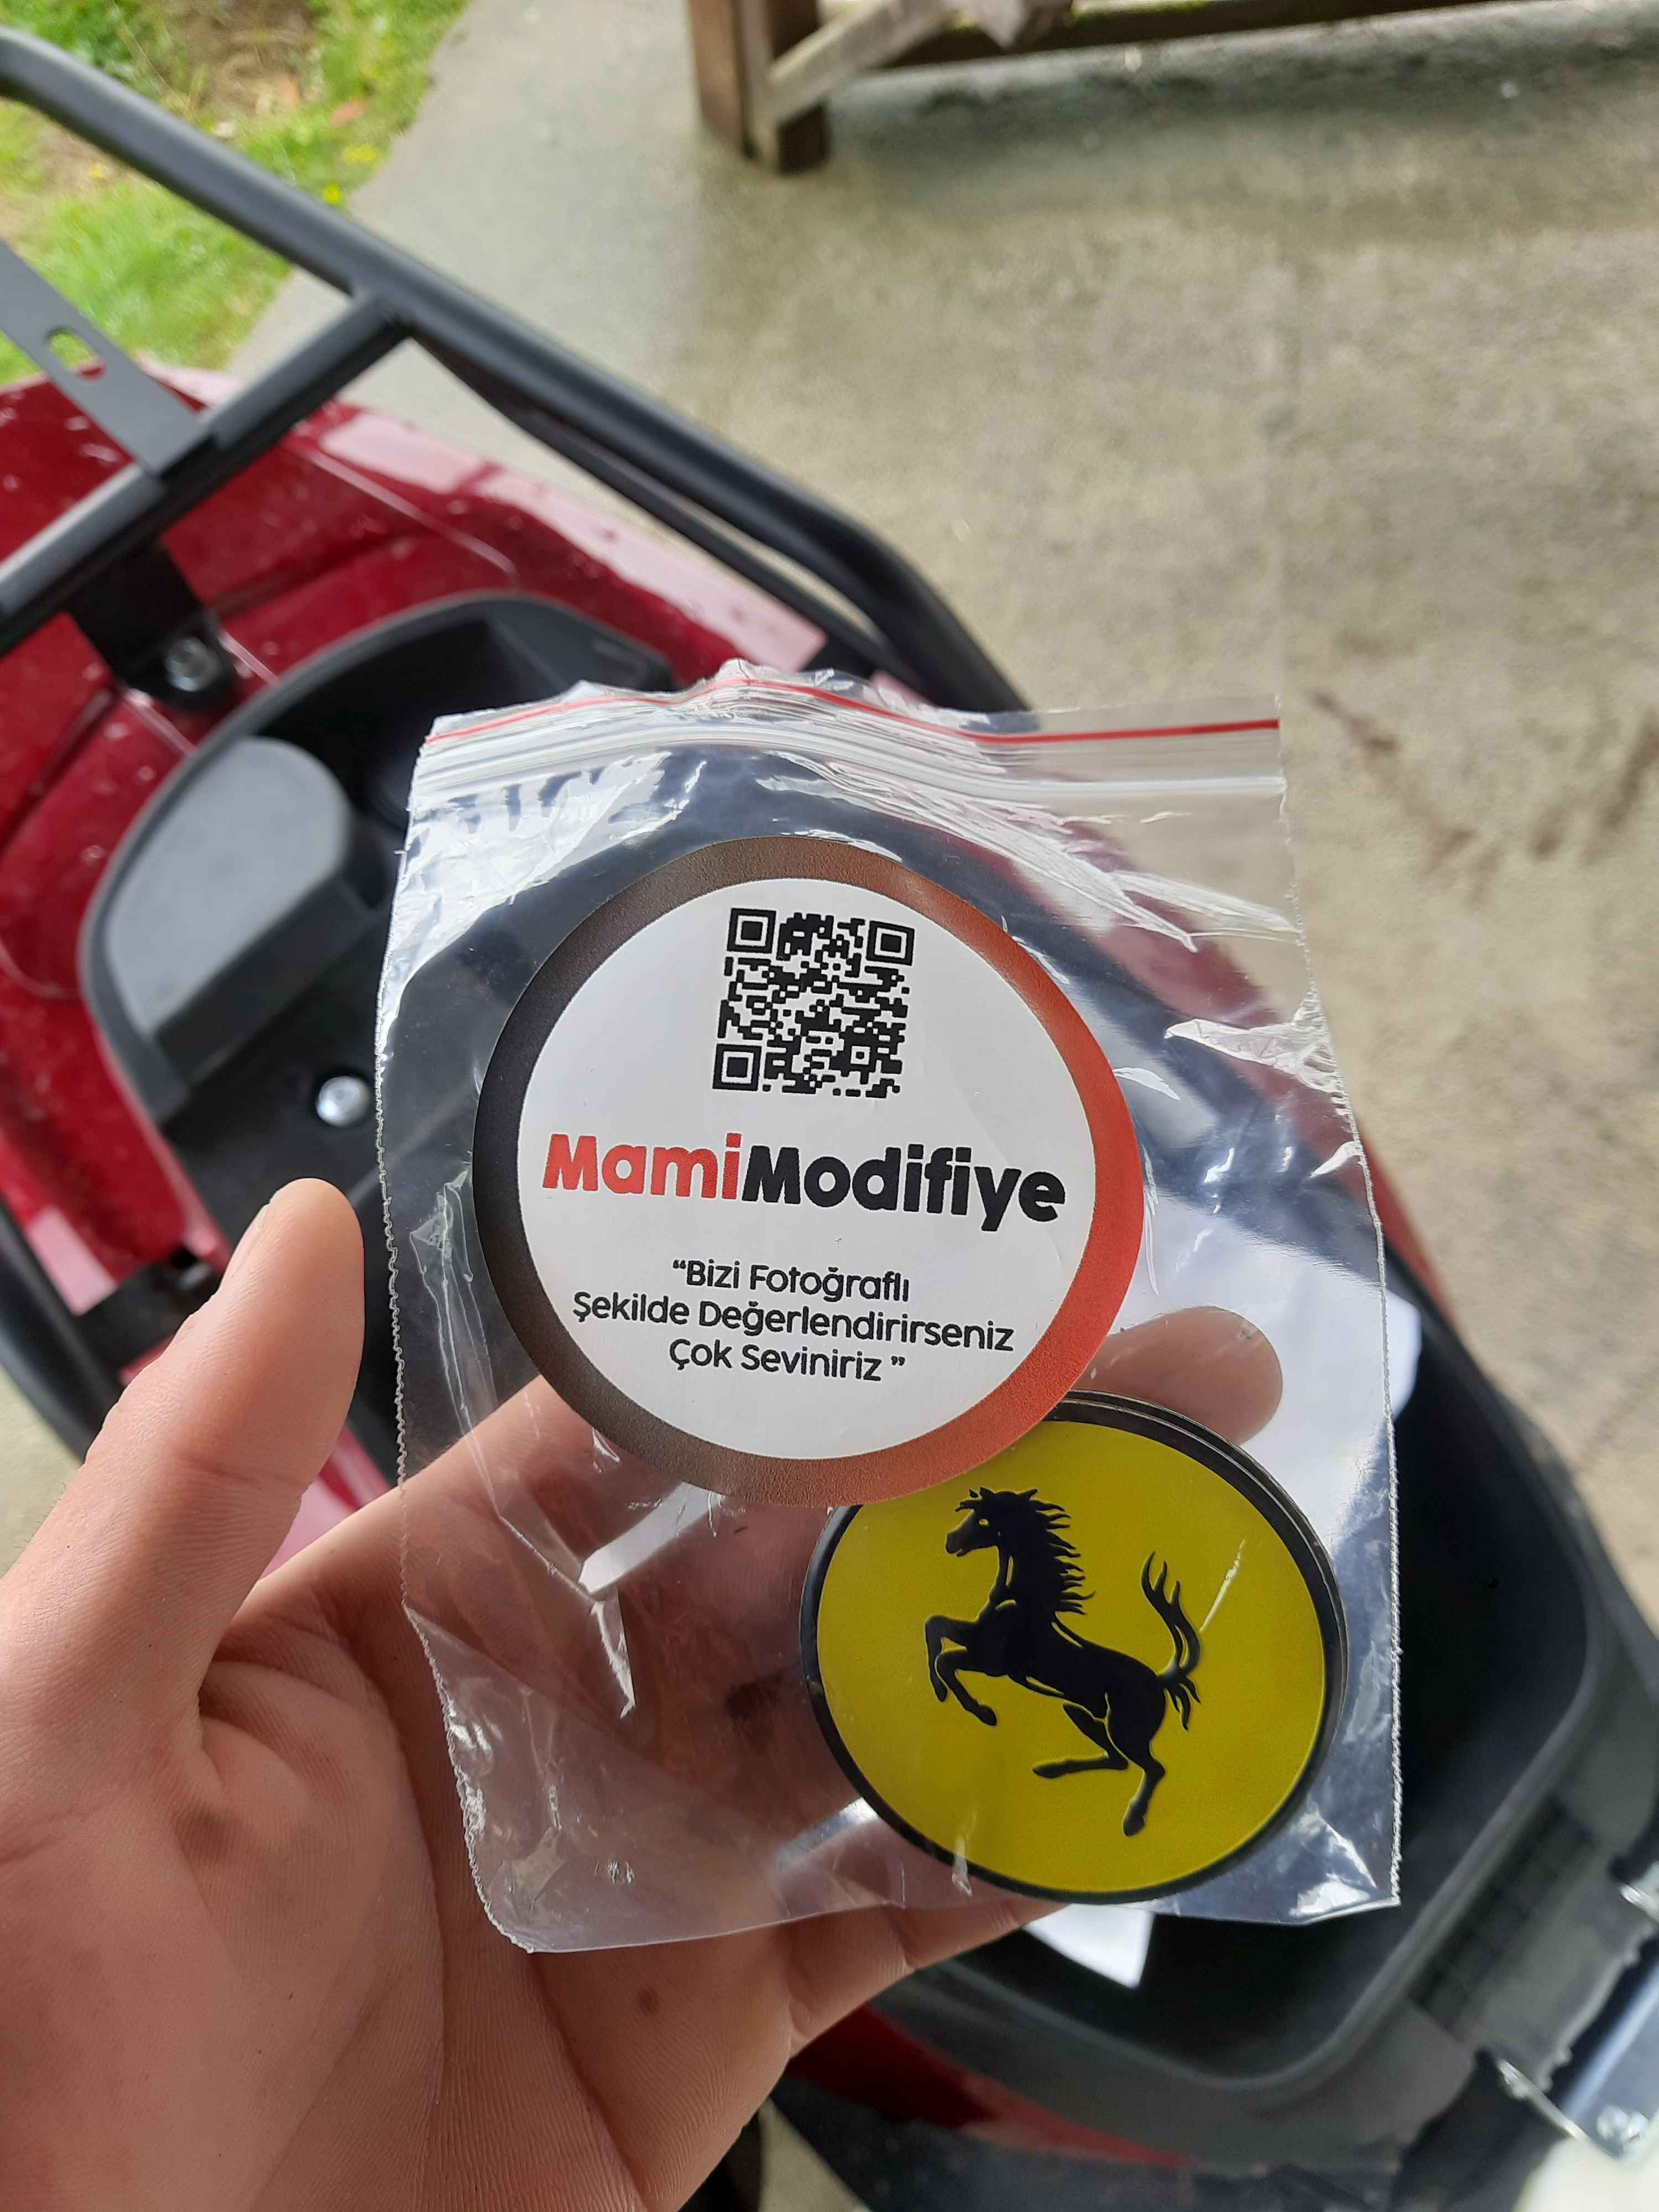 MamiModifiye
“Bizi Fotoğraflı
Şekilde Değerlendirirseniz
Çok Seviniriz ”